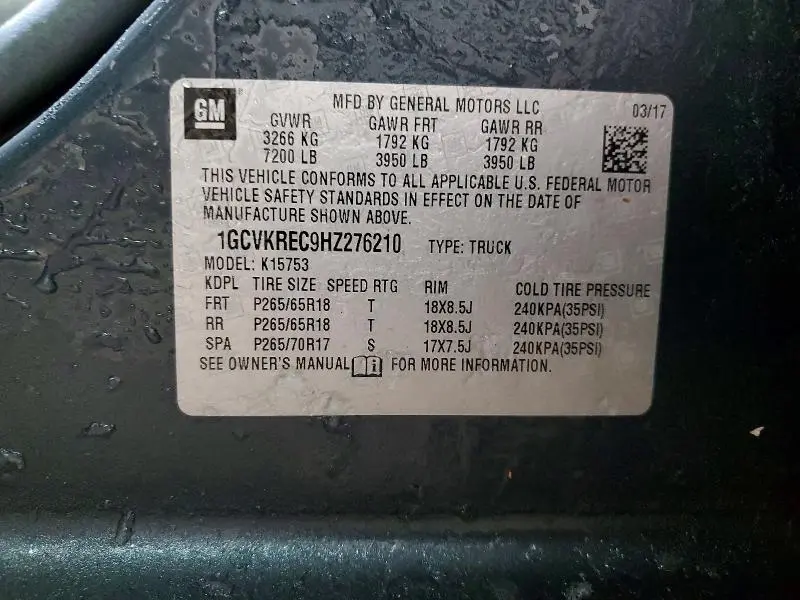 GM
MFD BY GENERAL MOTORS LLC 03/17
GVWR GAWR FRT GAWR RR
3266 KG 1792 KG 1792 KG
7200 LB 3950 LB 3950 LB
THIS VEHICLE CONFORMS TO ALL APPLICABLE U.S. FEDERAL MOTOR
VEHICLE SAFETY STANDARDS IN EFFECT ON THE DATE OF
MANUFACTURE SHOWN ABOVE.
1GCVKREC9HZ276210 TYPE: TRUCK
MODEL: K15753
KDPL TIRE SIZE SPEED RTG RIM COLD TIRE PRESSURE
FRT P265/65R18 T 18X8.5J 240KPA(35PSI)
RR P265/65R18 T 18X8.5J 240KPA(35PSI)
SPA P265/70R17 S 17X7.5J 240KPA(35PSI)
SEE OWNER'S MANUAL FOR MORE INFORMATION.